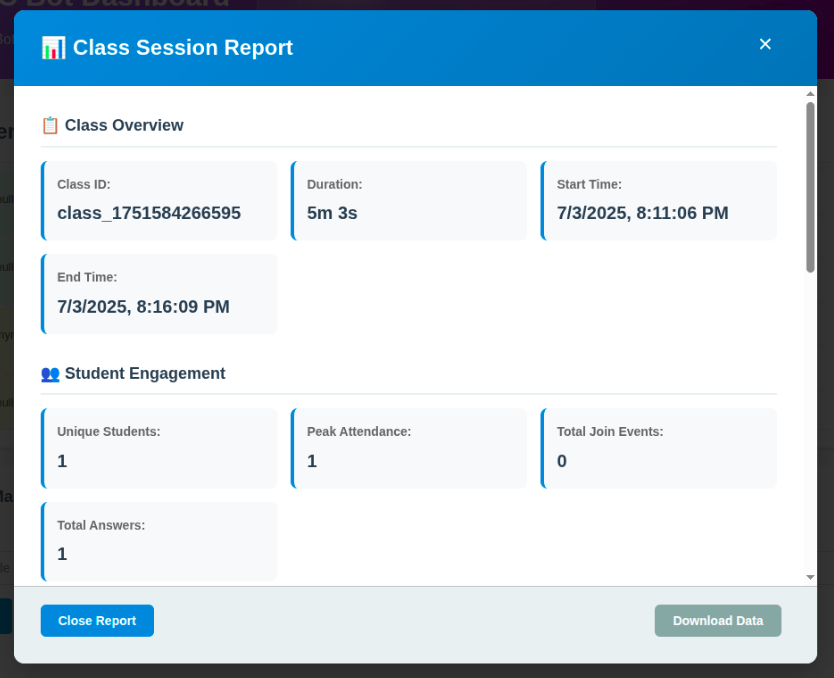 Bot Dashboard
📊 Class Session Report
×
📋 Class Overview
Class ID:
class_1751584266595
Duration:
5m 3s
Start Time:
7/3/2025, 8:11:06 PM
End Time:
7/3/2025, 8:16:09 PM
👥 Student Engagement
Unique Students:
1
Peak Attendance:
1
Total Join Events:
0
Total Answers:
1
Close Report
Download Data